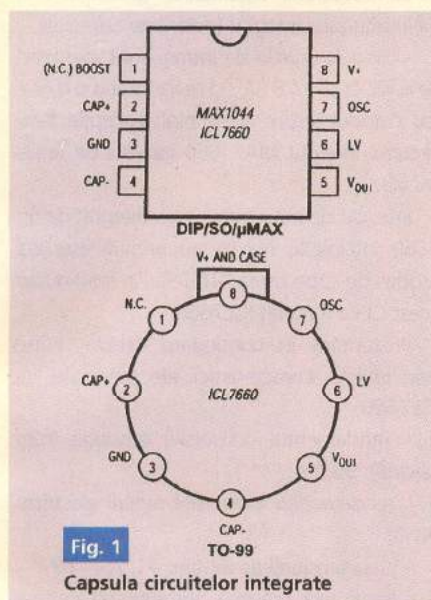 (N.C.) BOOST 1
CAP+ 2
GND 3
CAP- 4
MAX1044
ICL7660
8 V+
7 OSC
6 LV
5 VOUT
DIP/SO/µMAX
V+ AND CASE
8
N.C. 1
7 OSC
CAP+ 2
ICL7660
6 LV
GND 3
5 VOUT
4
CAP-
TO-99
Fig. 1
Capsula circuitelor integrate